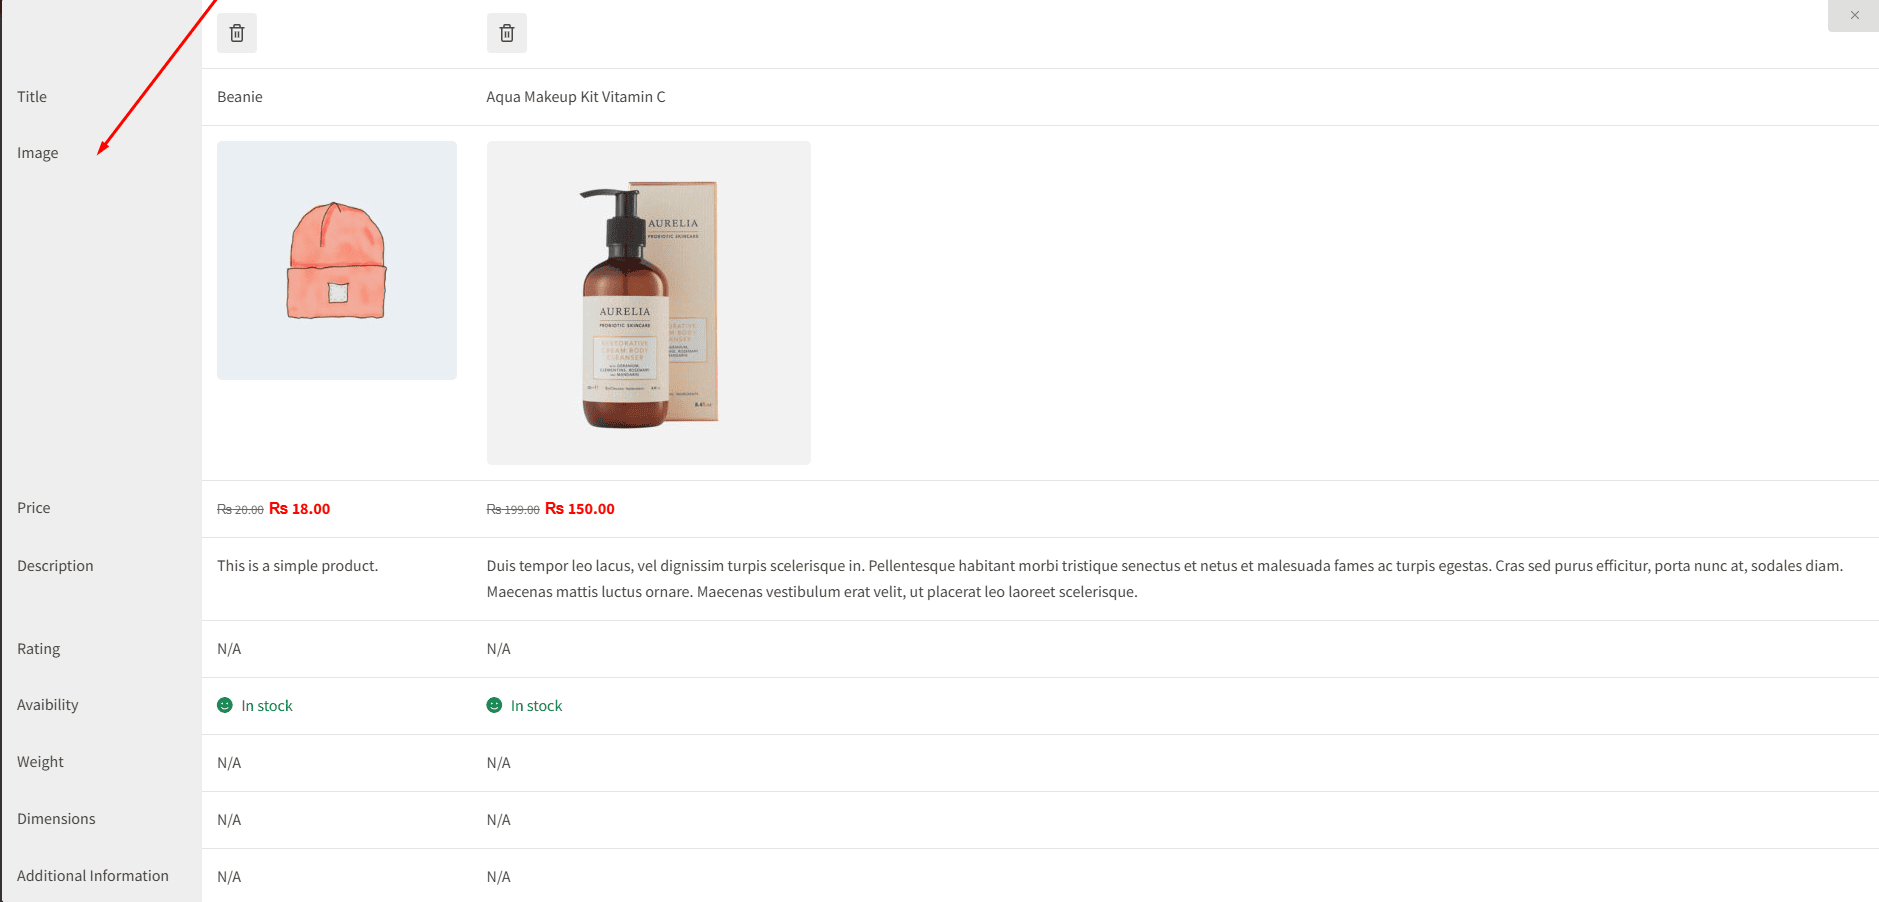 ×
Title Beanie Aqua Makeup Kit Vitamin C
Image
AURELIA
PROBIOTIC SKINCARE
AURELIA
PROBIOTIC SKINCARE
RESTORATIVE
CREAM BODY
CLEANSER
Price Rs 20.00 Rs 18.00 Rs 199.00 Rs 150.00
Description This is a simple product. Duis tempor leo lacus, vel dignissim turpis scelerisque in. Pellentesque habitant morbi tristique senectus et netus et malesuada fames ac turpis egestas. Cras sed purus efficitur, porta nunc at, sodales diam.
Maecenas mattis luctus ornare. Maecenas vestibulum erat velit, ut placerat leo laoreet scelerisque.
Rating N/A N/A
Avaibility In stock In stock
Weight N/A N/A
Dimensions N/A N/A
Additional Information N/A N/A